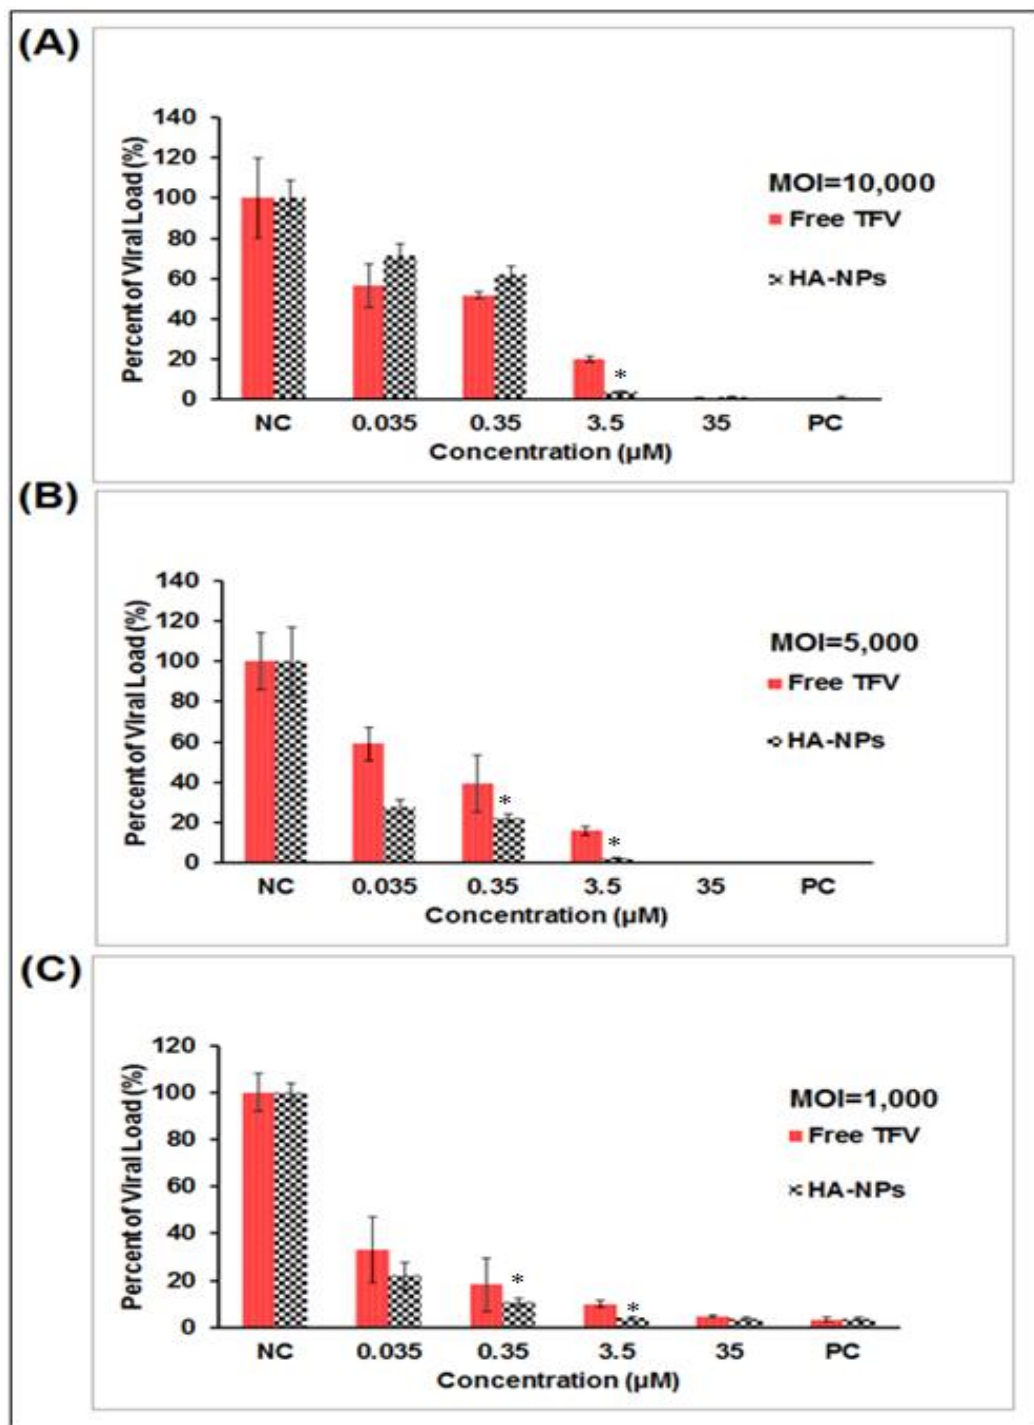 (A)
140
120
100
80
60
40
20
0
Percent of Viral Load (%)
MOI=10,000
Free TFV
HA-NPs
*
NC 0.035 0.35 3.5 35 PC
Concentration (µM)
(B)
140
120
100
80
60
40
20
0
Percent of Viral Load (%)
MOI=5,000
Free TFV
HA-NPs
* *
NC 0.035 0.35 3.5 35 PC
Concentration (µM)
(C)
120
100
80
60
40
20
0
Percent of Viral Load (%)
MOI=1,000
Free TFV
HA-NPs
* *
NC 0.035 0.35 3.5 35 PC
Concentration (µM)